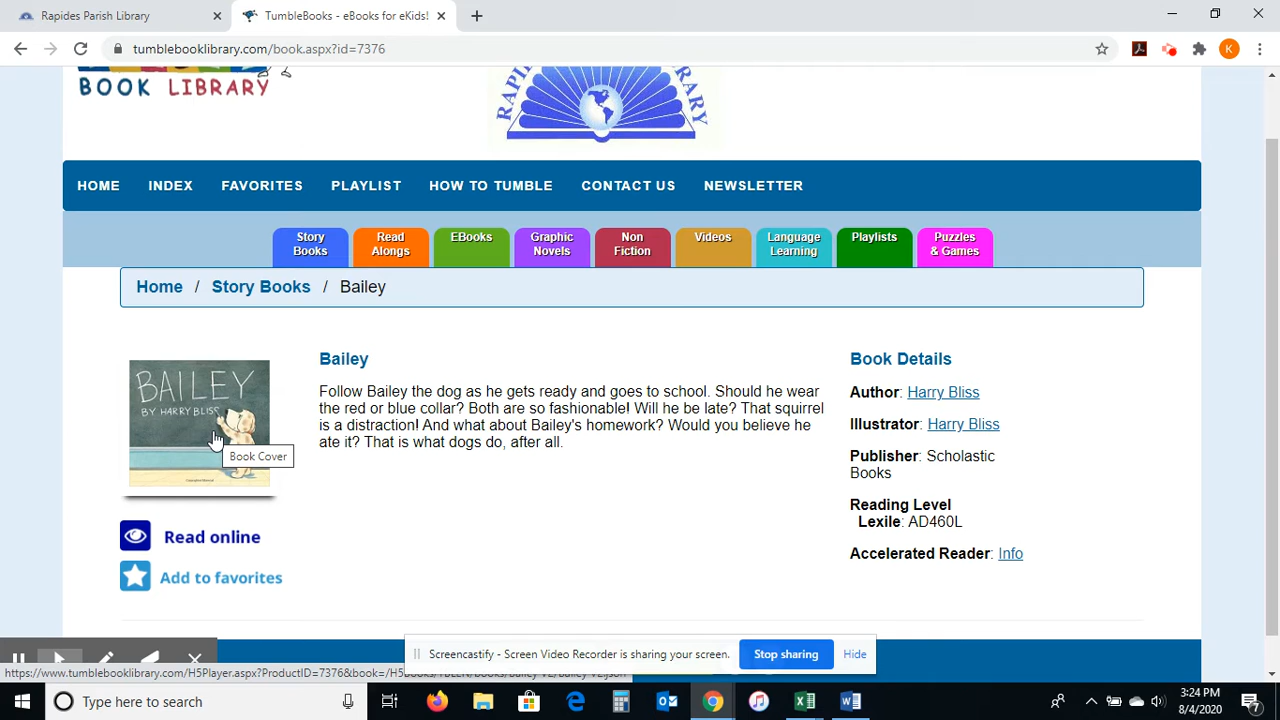 Rapides Parish Library
TumbleBooks - eBooks for eKids!
tumblebooklibrary.com/book.aspx?id=7376
K
BOOK LIBRARY
HOME INDEX FAVORITES PLAYLIST HOW TO TUMBLE CONTACT US NEWSLETTER
Story Books
Read Alongs
EBooks
Graphic Novels
Non Fiction
Videos
Language Learning
Playlists
Puzzles & Games
Home / Story Books / Bailey
BAILEY
BY HARRY BLISS
Book Cover
Read online
Add to favorites
Bailey
Follow Bailey the dog as he gets ready and goes to school. Should he wear
the red or blue collar? Both are so fashionable! Will he be late? That squirrel
is a distraction! And what about Bailey's homework? Would you believe he
ate it? That is what dogs do, after all.
Book Details
Author: Harry Bliss
Illustrator: Harry Bliss
Publisher: Scholastic
Books
Reading Level
Lexile: AD460L
Accelerated Reader: Info
Screencastify - Screen Video Recorder is sharing your screen.
Stop sharing
Hide
Type here to search
3:24 PM
8/4/2020
7